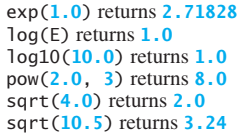 exp(1.0) returns 2.71828
log(E) returns 1.0
log10(10.0) returns 1.0
pow(2.0, 3) returns 8.0
sqrt(4.0) returns 2.0
sqrt(10.5) returns 3.24